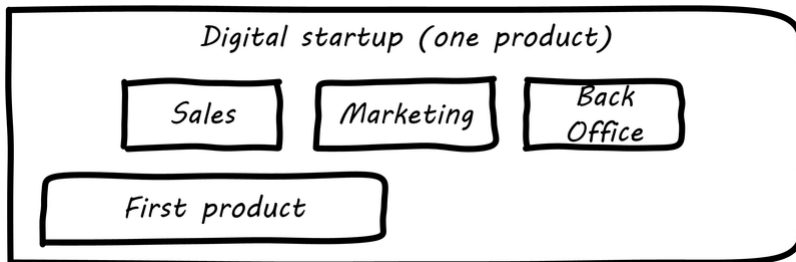 Digital startup (one product)
Sales
Marketing
Back
Office
First product